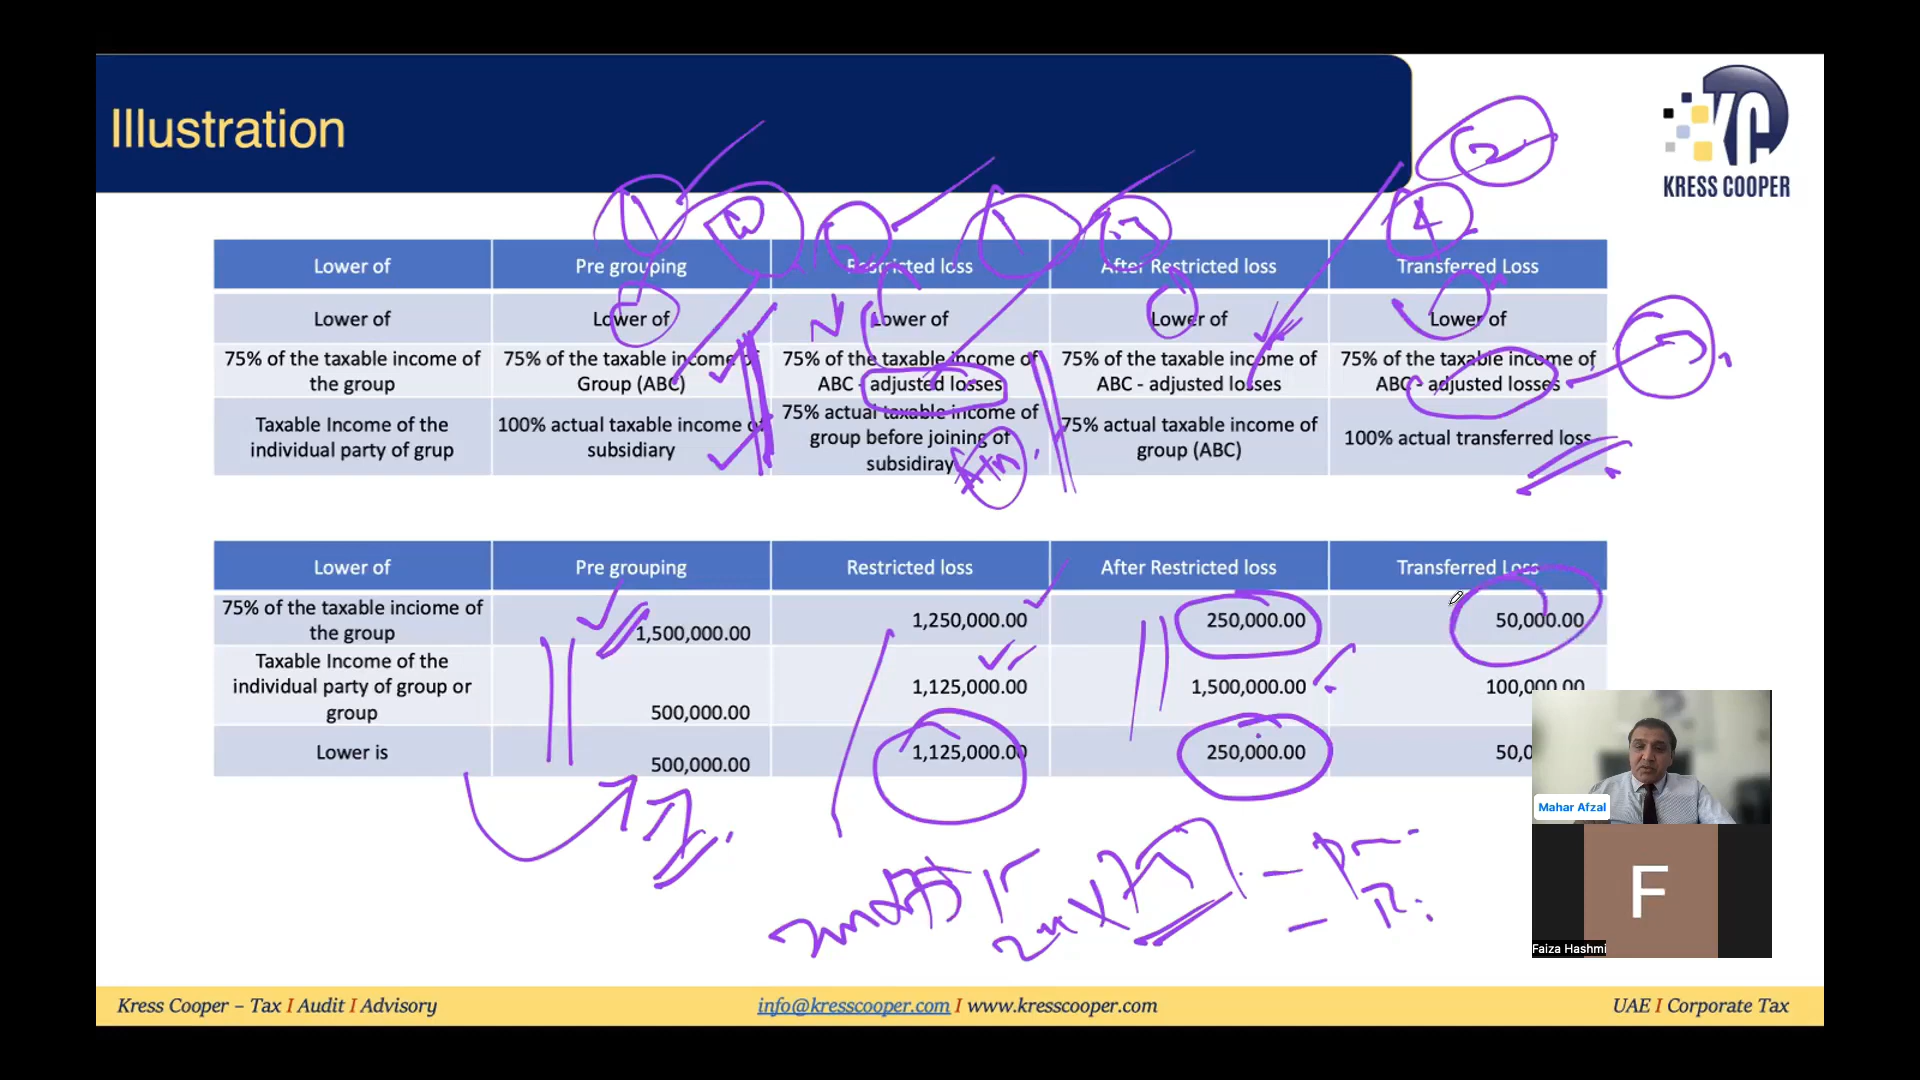 Illustration
KRESS COOPER
Lower of
Pre grouping
Restricted loss
After Restricted loss
Transferred Loss
Lower of
Lower of
Lower of
Lower of
Lower of
75% of the taxable income of
the group
75% of the taxable income of
Group (ABC)
75% of the taxable income of
ABC - adjusted losses
75% of the taxable income of
ABC - adjusted losses
75% of the taxable income of
ABC - adjusted losses
Taxable Income of the
individual party of grup
100% actual taxable income of
subsidiary
75% actual taxable income of
group before joining of
subsidiray
75% actual taxable income of
group (ABC)
100% actual transferred loss
Lower of
Pre grouping
Restricted loss
After Restricted loss
Transferred Loss
75% of the taxable inciome of
the group
1,500,000.00
1,250,000.00
250,000.00
50,000.00
Taxable Income of the
individual party of group or
group
500,000.00
1,125,000.00
1,500,000.00
100,000.00
Lower is
500,000.00
1,125,000.00
250,000.00
50,0
Mahar Afzal
F
Faiza Hashmi
Kress Cooper – Tax I Audit I Advisory
info@kresscooper.com I www.kresscooper.com
UAE I Corporate Tax